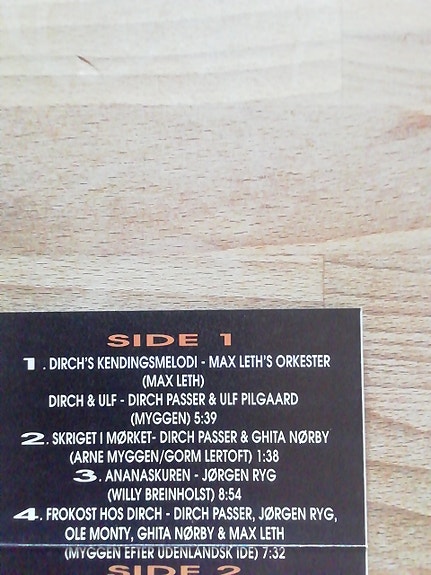 SIDE 1
1. DIRCH'S KENDINGSMELODI - MAX LETH'S ORKESTER
(MAX LETH)
DIRCH & ULF - DIRCH PASSER & ULF PILGAARD
(MYGGEN) 5:39
2. SKRIGET I MØRKET- DIRCH PASSER & GHITA NØRBY
(ARNE MYGGEN/GORM LERTOFT) 1:38
3. ANANASKUREN - JØRGEN RYG
(WILLY BREINHOLST) 8:54
4. FROKOST HOS DIRCH - DIRCH PASSER, JØRGEN RYG,
OLE MONTY, GHITA NØRBY & MAX LETH
(MYGGEN EFTER UDENLANDSK IDE) 7:32
SIDE 2